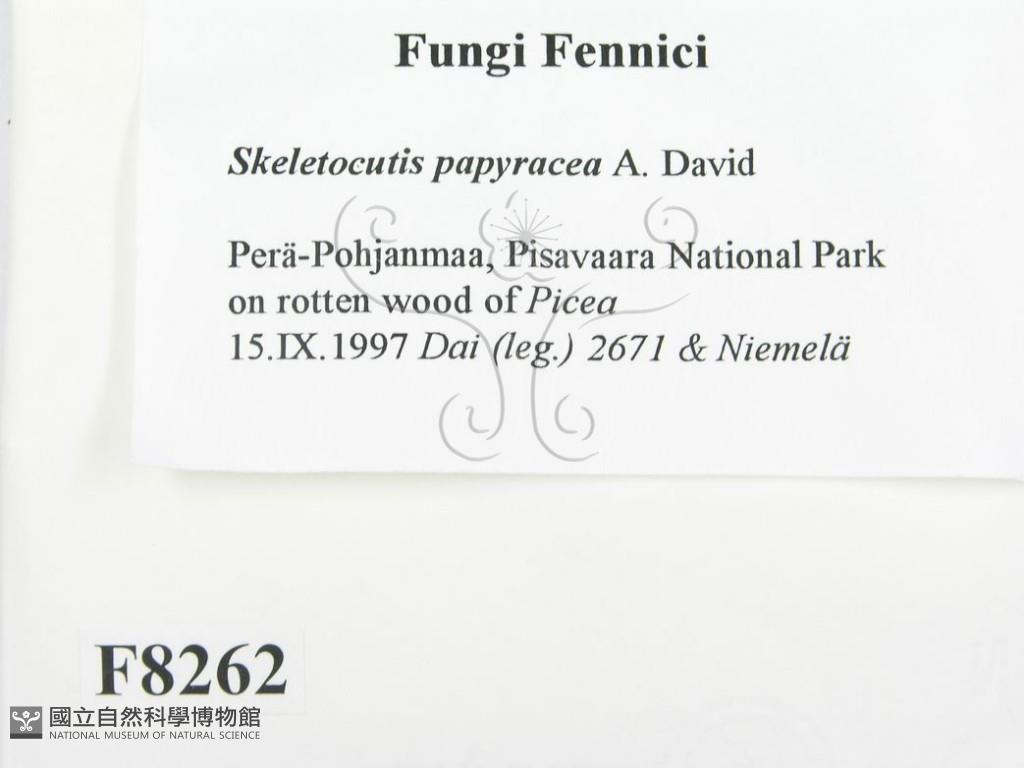 Fungi Fennici
Skeletocutis papyracea A. David
Perä-Pohjanmaa, Pisavaara National Park
on rotten wood of Picea
15.IX.1997 Dai (leg.) 2671 & Niemelä
F8262
國立自然科學博物館
NATIONAL MUSEUM OF NATURAL SCIENCE